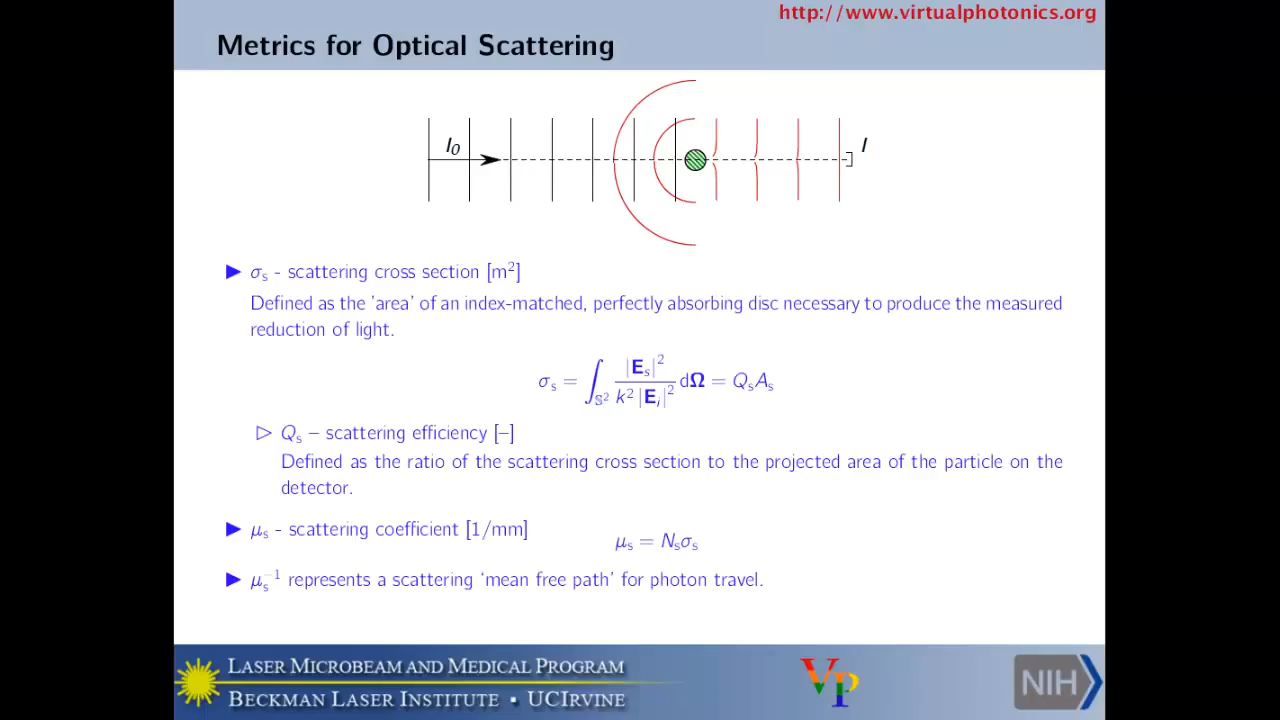 http://www.virtualphotonics.org
Metrics for Optical Scattering
I₀
I
▶ σₛ - scattering cross section [m²]
Defined as the 'area' of an index-matched, perfectly absorbing disc necessary to produce the measured
reduction of light.
σₛ = ∫_𝕊² |𝐄ₛ|² / k² |𝐄ᵢ|² d𝛀 = QₛAₛ
▷ Qₛ – scattering efficiency [–]
Defined as the ratio of the scattering cross section to the projected area of the particle on the
detector.
▶ μₛ - scattering coefficient [1/mm]
μₛ = Nₛσₛ
▶ μₛ⁻¹ represents a scattering ‘mean free path’ for photon travel.
LASER MICROBEAM AND MEDICAL PROGRAM
BECKMAN LASER INSTITUTE ▪ UCIRVINE
VP
NIH